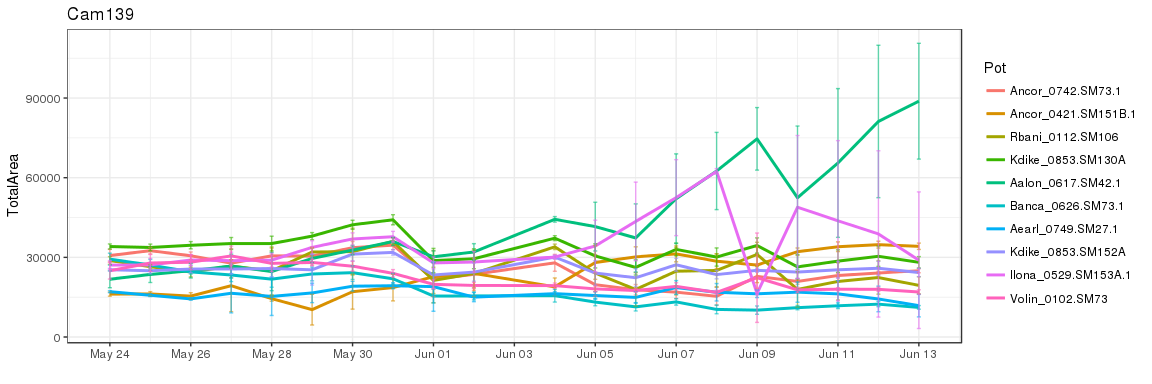 Cam139
TotalArea
90000
60000
30000
0
May 24
May 26
May 28
May 30
Jun 01
Jun 03
Jun 05
Jun 07
Jun 09
Jun 11
Jun 13
Pot
Ancor_0742.SM73.1
Ancor_0421.SM151B.1
Rbani_0112.SM106
Kdike_0853.SM130A
Aalon_0617.SM42.1
Banca_0626.SM73.1
Aearl_0749.SM27.1
Kdike_0853.SM152A
Ilona_0529.SM153A.1
Volin_0102.SM73